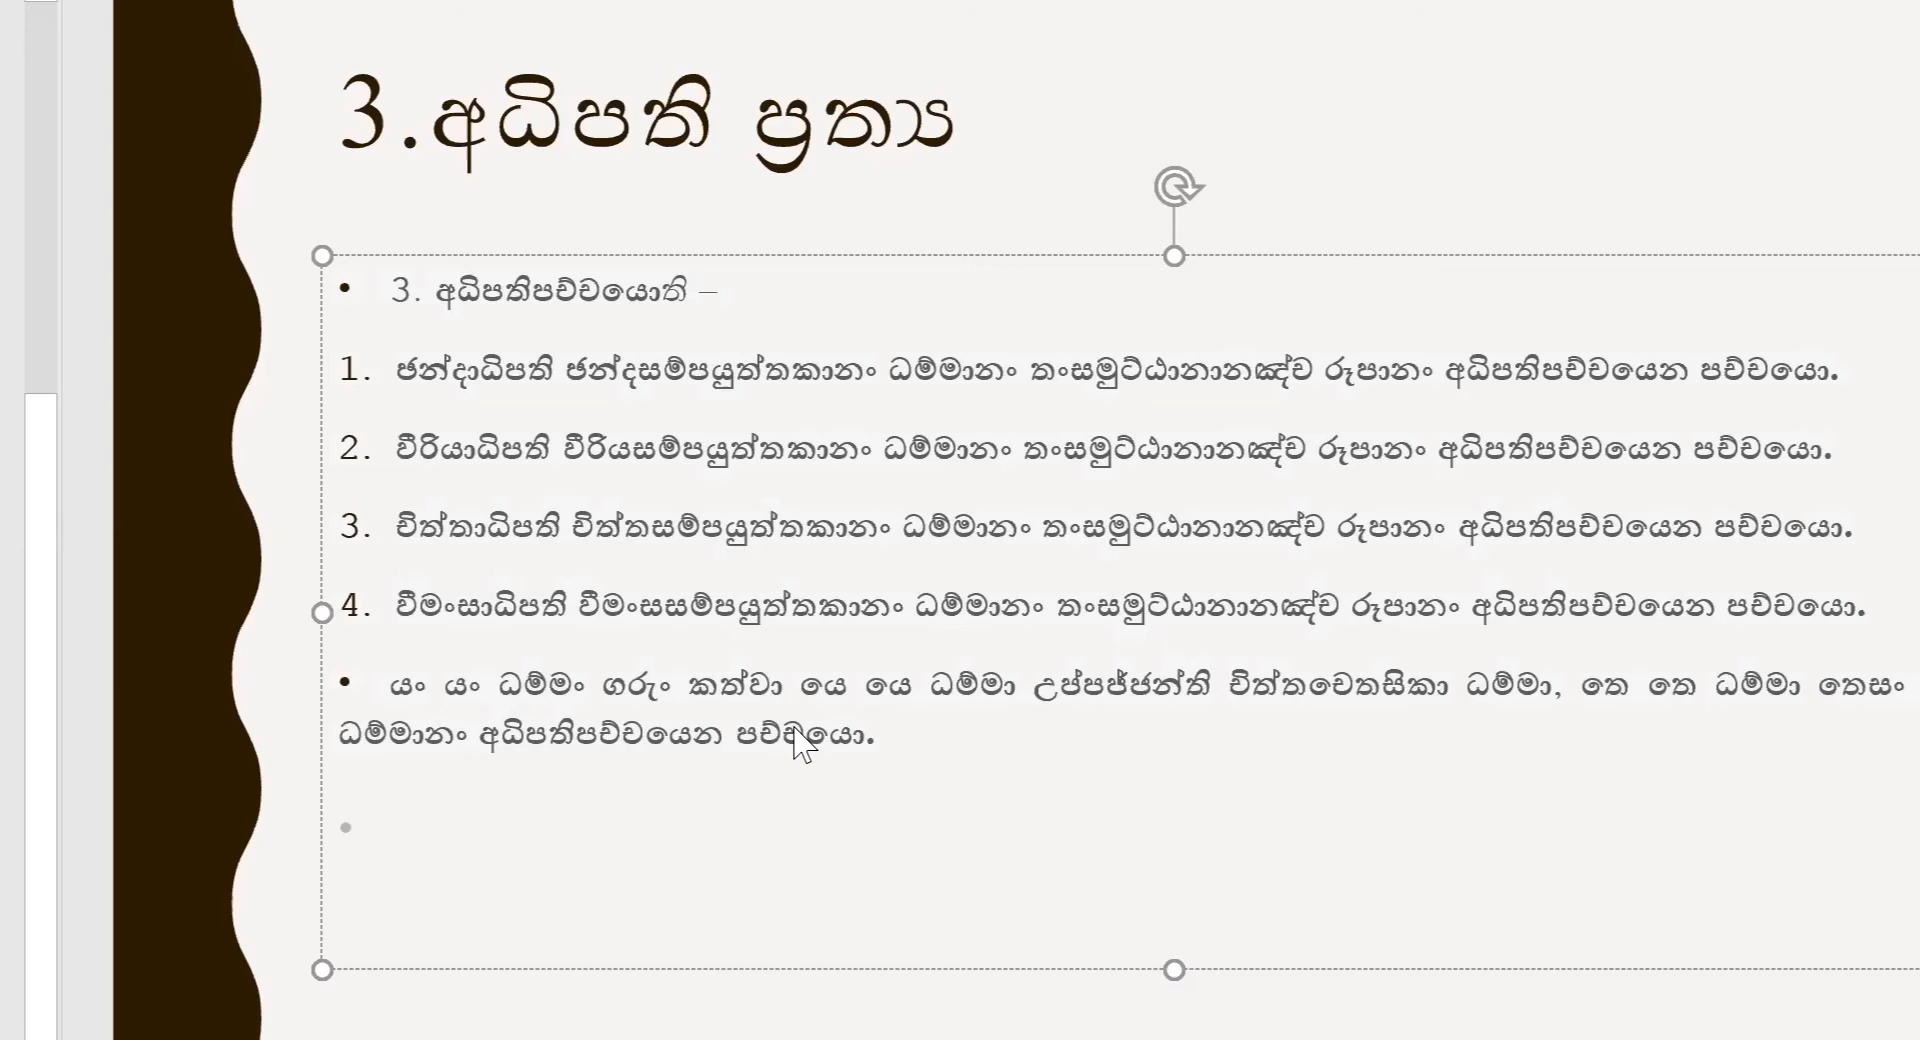 3.අධිපති ප්‍රත්‍ය
• 3. අධිපතිපච්චයොති –
1. ඡන්දාධිපති ඡන්දසම්පයුත්තකානං ධම්මානං තංසමුට්ඨානානඤ්ච රූපානං අධිපතිපච්චයෙන පච්චයො.
2. වීරියාධිපති වීරියසම්පයුත්තකානං ධම්මානං තංසමුට්ඨානානඤ්ච රූපානං අධිපතිපච්චයෙන පච්චයො.
3. චිත්තාධිපති චිත්තසම්පයුත්තකානං ධම්මානං තංසමුට්ඨානානඤ්ච රූපානං අධිපතිපච්චයෙන පච්චයො.
4. වීමංසාධිපති වීමංසසම්පයුත්තකානං ධම්මානං තංසමුට්ඨානානඤ්ච රූපානං අධිපතිපච්චයෙන පච්චයො.
• යං යං ධම්මං ගරුං කත්වා යෙ යෙ ධම්මා උප්පජ්ජන්ති චිත්තචෙතසිකා ධම්මා, තෙ තෙ ධම්මා තෙසං
ධම්මානං අධිපතිපච්චයෙන පච්චයො.